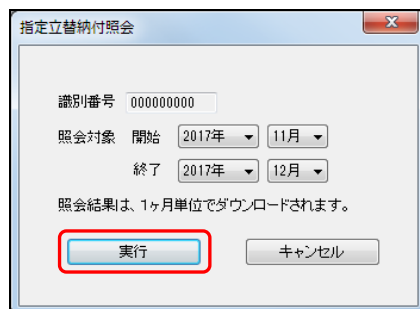 指定立替納付照会
識別番号 000000000
照会対象 開始 2017年 11月
終了 2017年 12月
照会結果は、1ヶ月単位でダウンロードされます。
実行 キャンセル